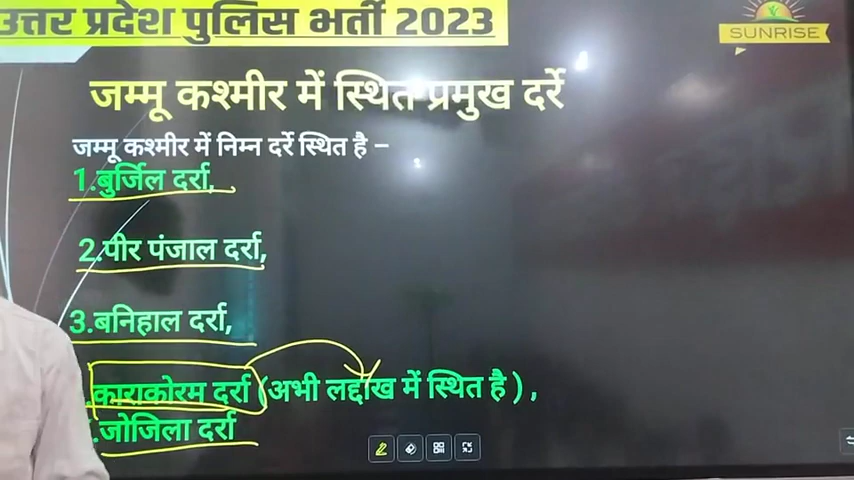 उत्तर प्रदेश पुलिस भर्ती 2023
SUNRISE
जम्मू कश्मीर में स्थित प्रमुख दर्रे
जम्मू कश्मीर में निम्न दर्रे स्थित है –
1.बुर्जिल दर्रा,
2.पीर पंजाल दर्रा,
3.बनिहाल दर्रा,
.काराकोरम दर्रा (अभी लद्दाख में स्थित है ) ,
.जोजिला दर्रा